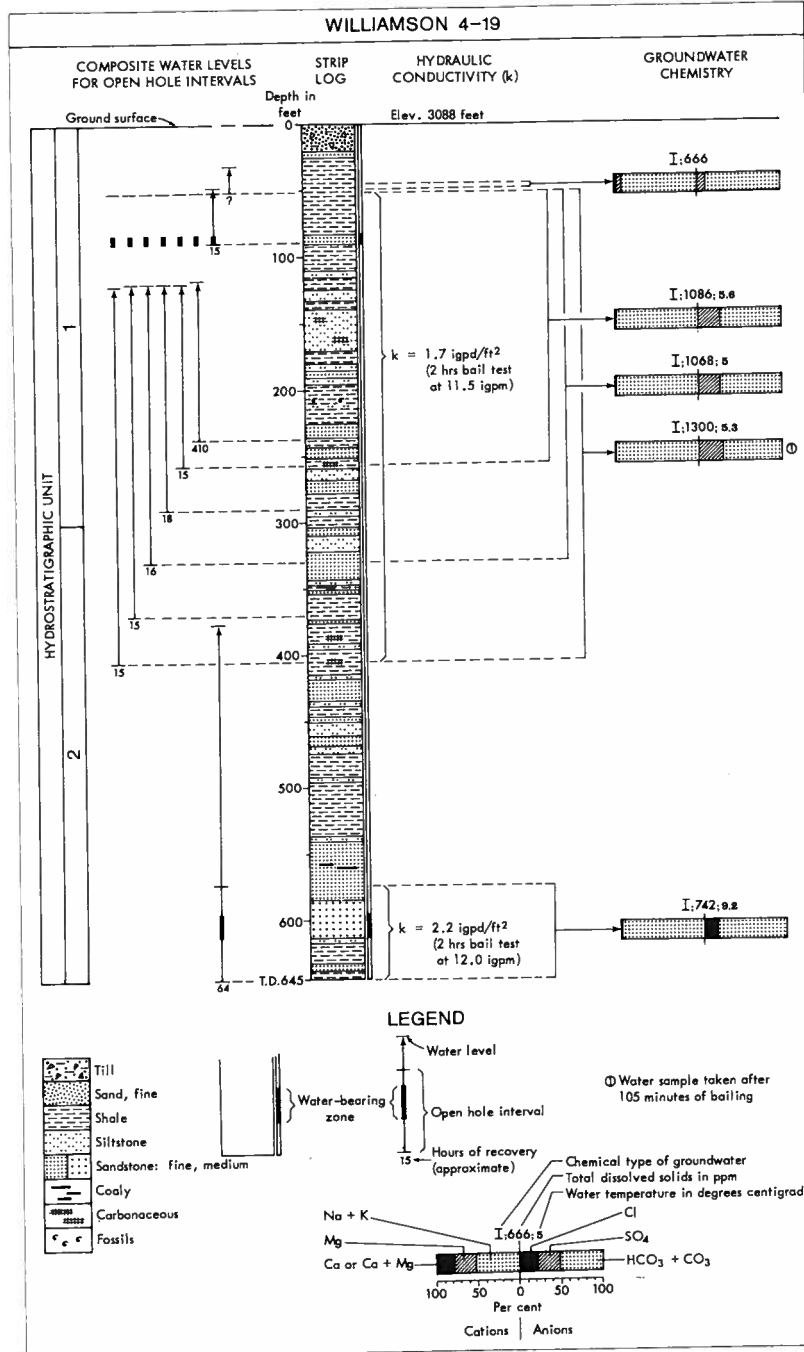 WILLIAMSON 4-19
COMPOSITE WATER LEVELS
FOR OPEN HOLE INTERVALS
STRIP
LOG
HYDRAULIC
CONDUCTIVITY (k)
GROUNDWATER
CHEMISTRY
Depth in
feet
Ground surface
0
Elev. 3088 feet
I;666
?
15
100
I;1086; 5.6
k = 1.7 igpd/ft²
(2 hrs bail test
at 11.5 igpm)
I;1068; 5
200
I;1300; 5.3
①
410
15
18
300
16
15
400
15
500
HYDROSTRATIGRAPHIC UNIT
1
2
I;742; 9.2
600
k = 2.2 igpd/ft²
(2 hrs bail test
at 12.0 igpm)
64
T.D.645
LEGEND
Till
Sand, fine
Shale
Siltstone
Sandstone: fine, medium
Coaly
Carbonaceous
Fossils
Water-bearing
zone
Water level
Open hole interval
15
Hours of recovery
(approximate)
① Water sample taken after
105 minutes of bailing
Chemical type of groundwater
Total dissolved solids in ppm
Water temperature in degrees centigrad
I;666; 5
Na + K
Mg
Ca or Ca + Mg
Cl
SO₄
HCO₃ + CO₃
100 50 0 50 100
Per cent
Cations | Anions